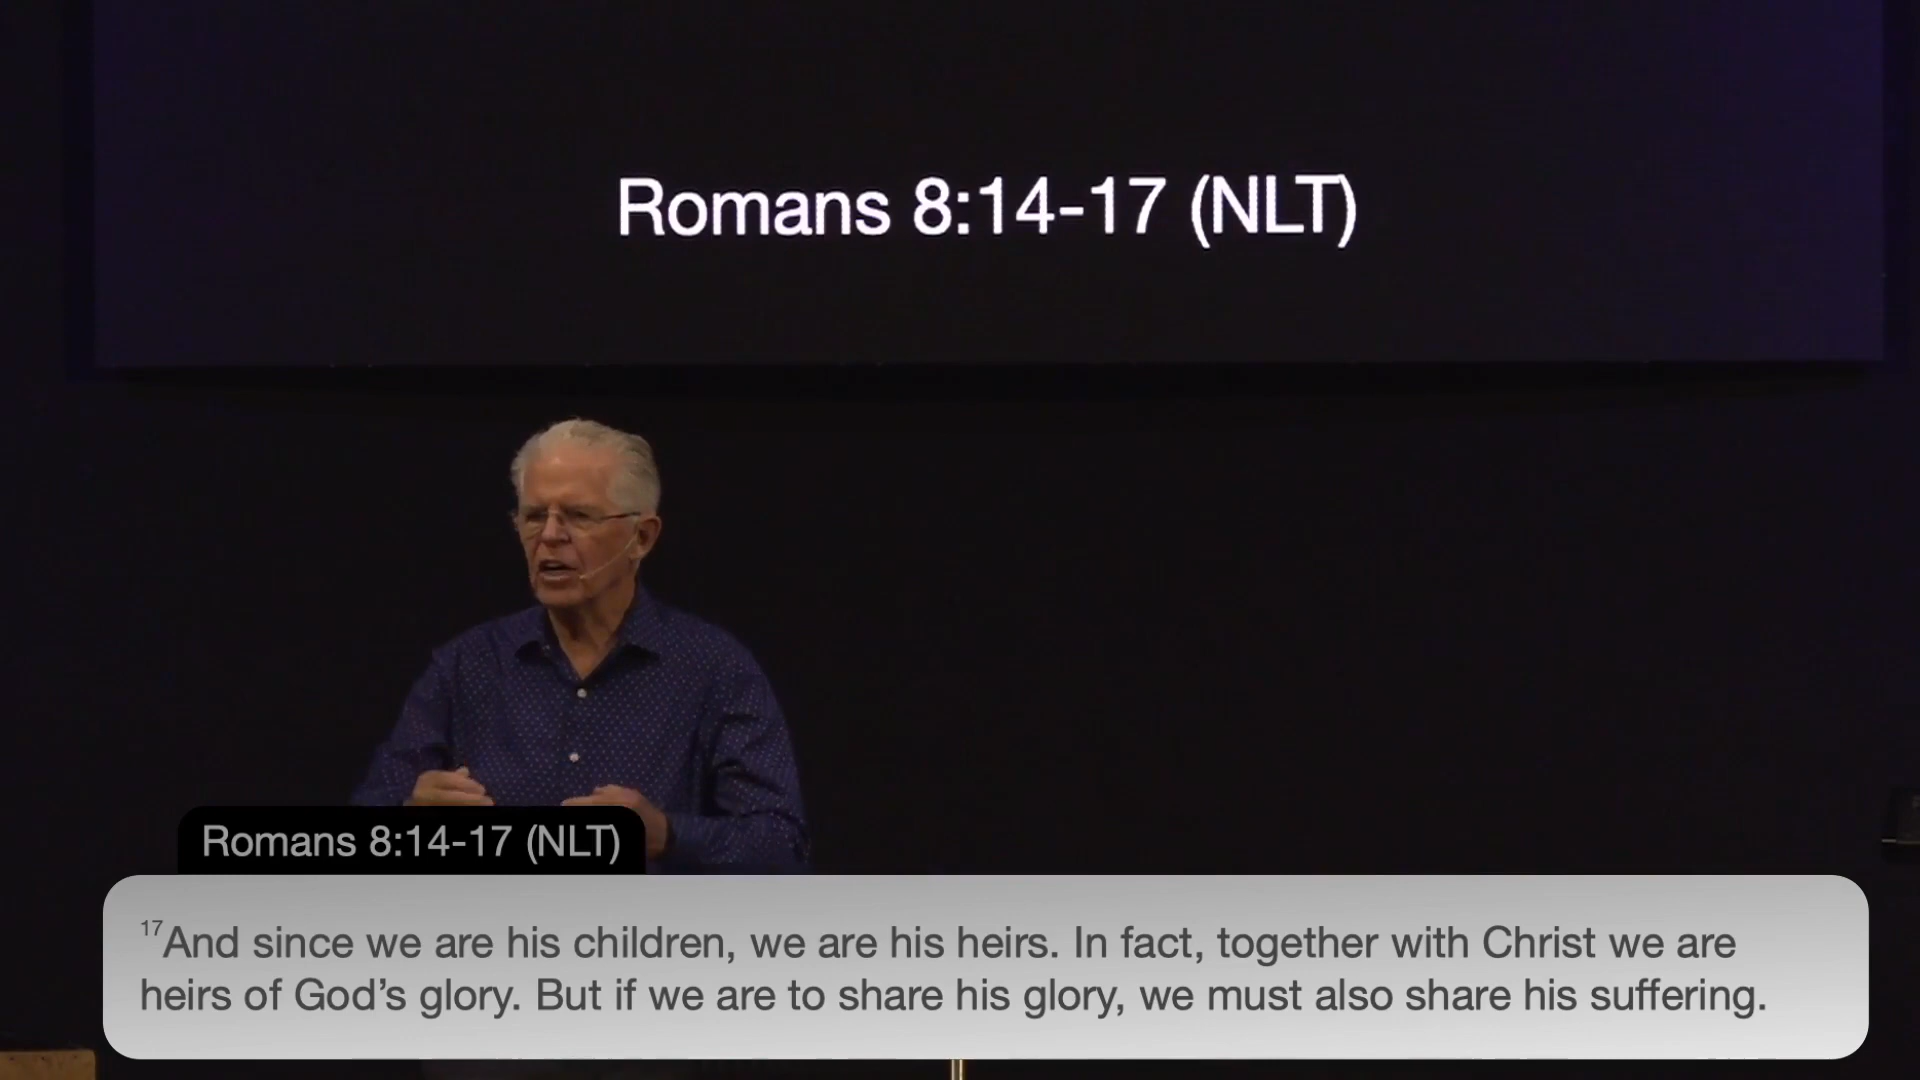 Romans 8:14-17 (NLT)
Romans 8:14-17 (NLT)
17And since we are his children, we are his heirs. In fact, together with Christ we are
heirs of God’s glory. But if we are to share his glory, we must also share his suffering.